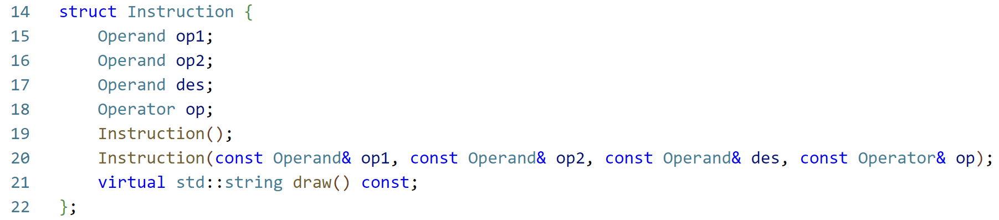 14 struct Instruction {
15 Operand op1;
16 Operand op2;
17 Operand des;
18 Operator op;
19 Instruction();
20 Instruction(const Operand& op1, const Operand& op2, const Operand& des, const Operator& op);
21 virtual std::string draw() const;
22 };